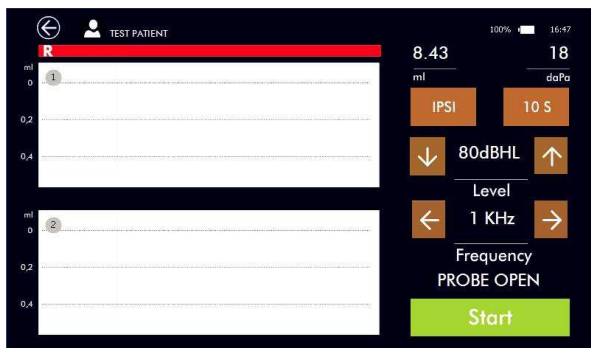 TEST PATIENT
100% 16:47
R
8.43 18
ml daPa
ml
0
1
0,2
0,4
IPSI 10 S
80dBHL
Level
1 KHz
Frequency
PROBE OPEN
Start
ml
0
2
0,2
0,4